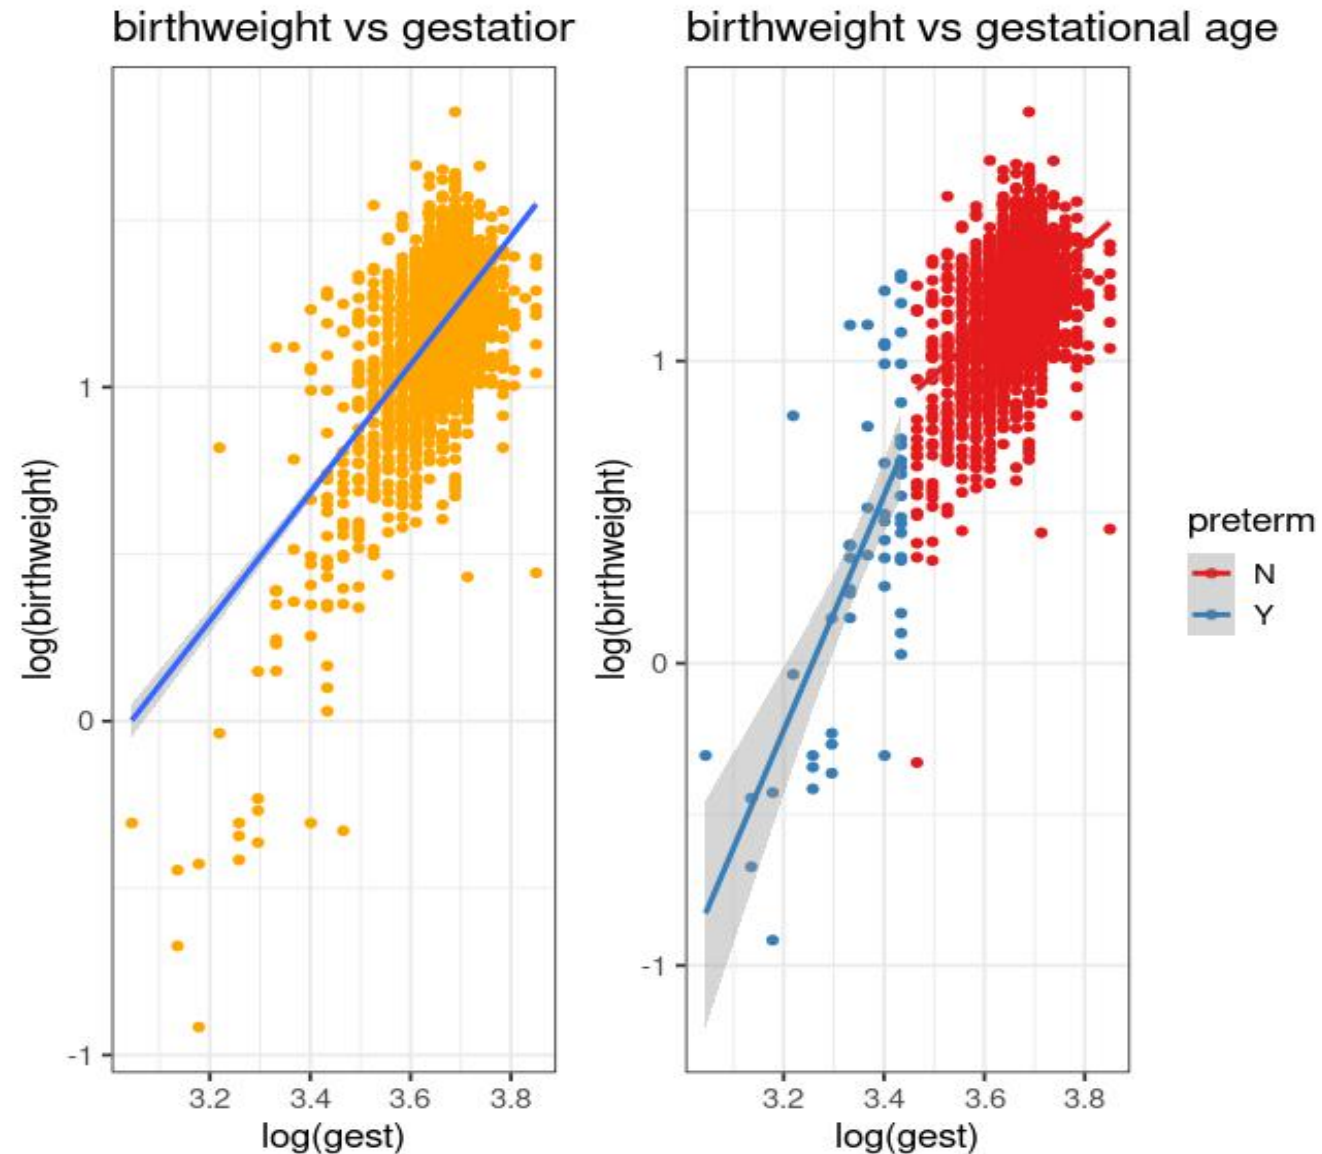 birthweight vs gestation
birthweight vs gestational age
log(birthweight)
1
0
-1
3.2 3.4 3.6 3.8
log(gest)
log(birthweight)
1
0
-1
3.2 3.4 3.6 3.8
log(gest)
preterm
N
Y